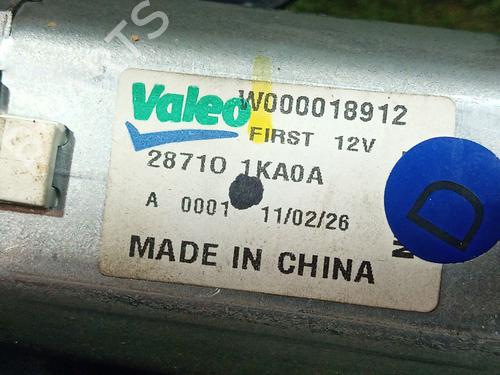 Valeo W000018912
FIRST 12V
28710 1KA0A
A 0001 11/02/26
MADE IN CHINA
D